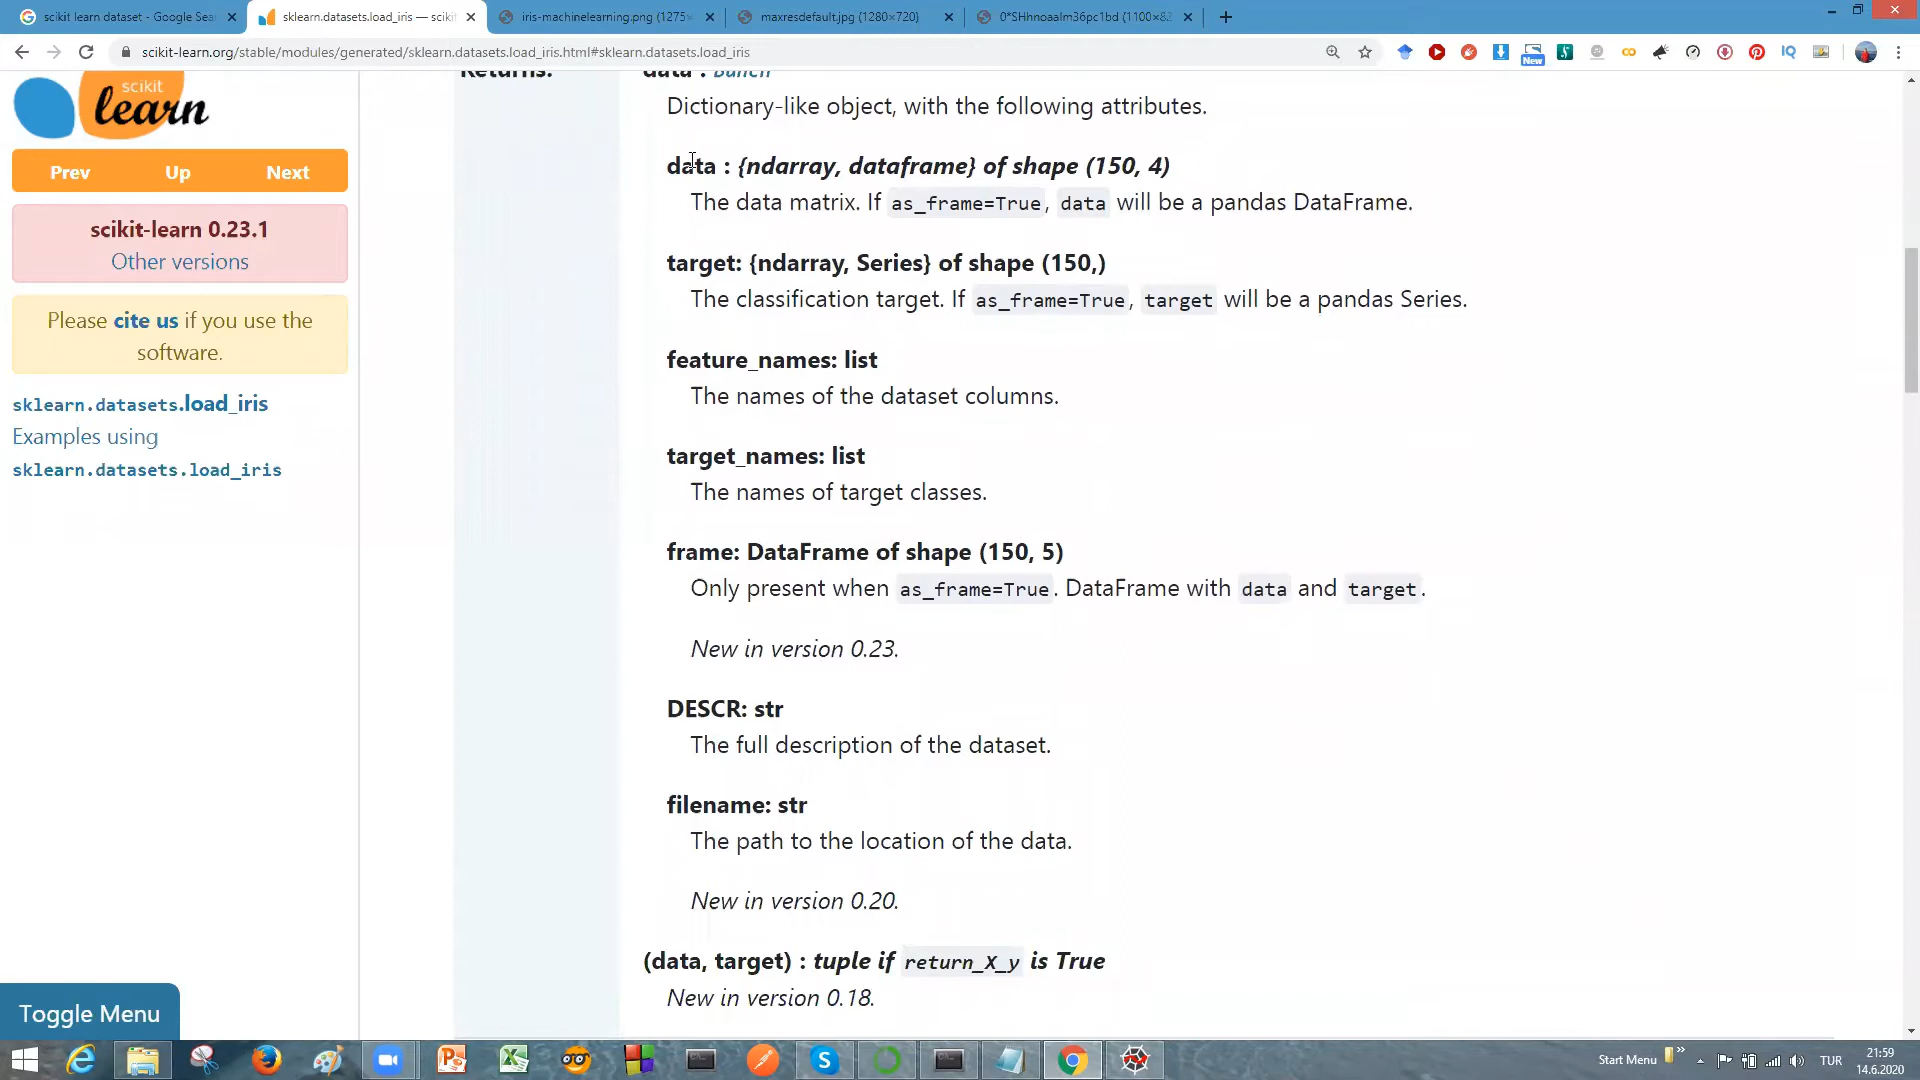 scikit learn dataset - Google Sea
sklearn.datasets.load_iris — scikit
iris-machinelearning.png (1275×
maxresdefault.jpg (1280×720)
0*SHhnoaalm36pc1bd (1100×82
scikit-learn.org/stable/modules/generated/sklearn.datasets.load_iris.html#sklearn.datasets.load_iris
New
IQ
scikit
learn
Prev
Up
Next
scikit-learn 0.23.1
Other versions
Please cite us if you use the
software.
sklearn.datasets.load_iris
Examples using
sklearn.datasets.load_iris
Toggle Menu
Returns:
data : Bunch
Dictionary-like object, with the following attributes.
data : {ndarray, dataframe} of shape (150, 4)
The data matrix. If as_frame=True, data will be a pandas DataFrame.
target: {ndarray, Series} of shape (150,)
The classification target. If as_frame=True, target will be a pandas Series.
feature_names: list
The names of the dataset columns.
target_names: list
The names of target classes.
frame: DataFrame of shape (150, 5)
Only present when as_frame=True. DataFrame with data and target.
New in version 0.23.
DESCR: str
The full description of the dataset.
filename: str
The path to the location of the data.
New in version 0.20.
(data, target) : tuple if return_X_y is True
New in version 0.18.
Start Menu
TUR
21:59
14.6.2020